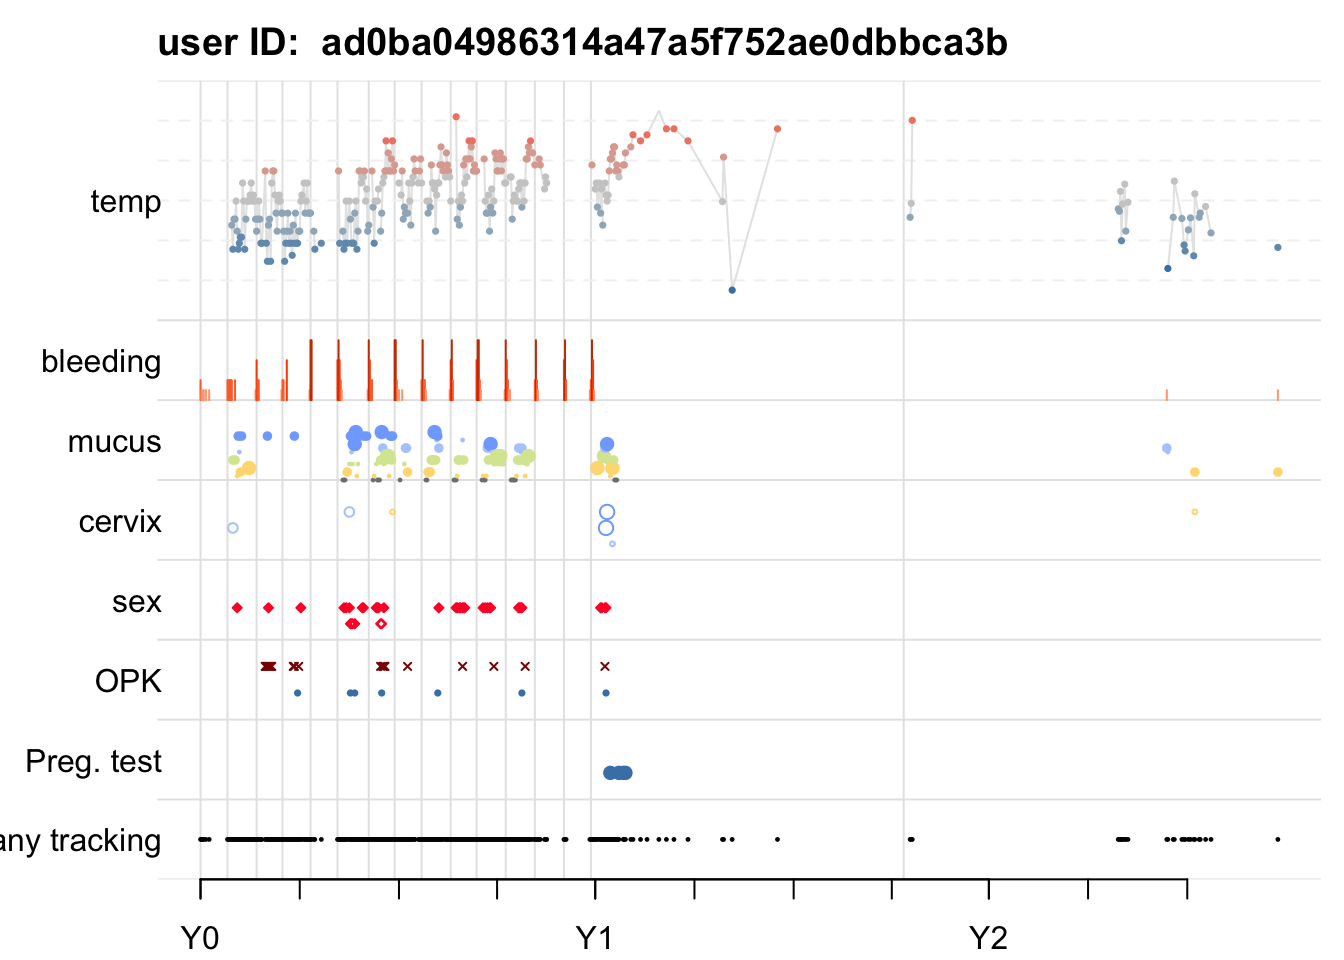 user ID: ad0ba04986314a47a5f752ae0dbbca3b
temp
bleeding
mucus
cervix
sex
OPK
Preg. test
any tracking
Y0 Y1 Y2